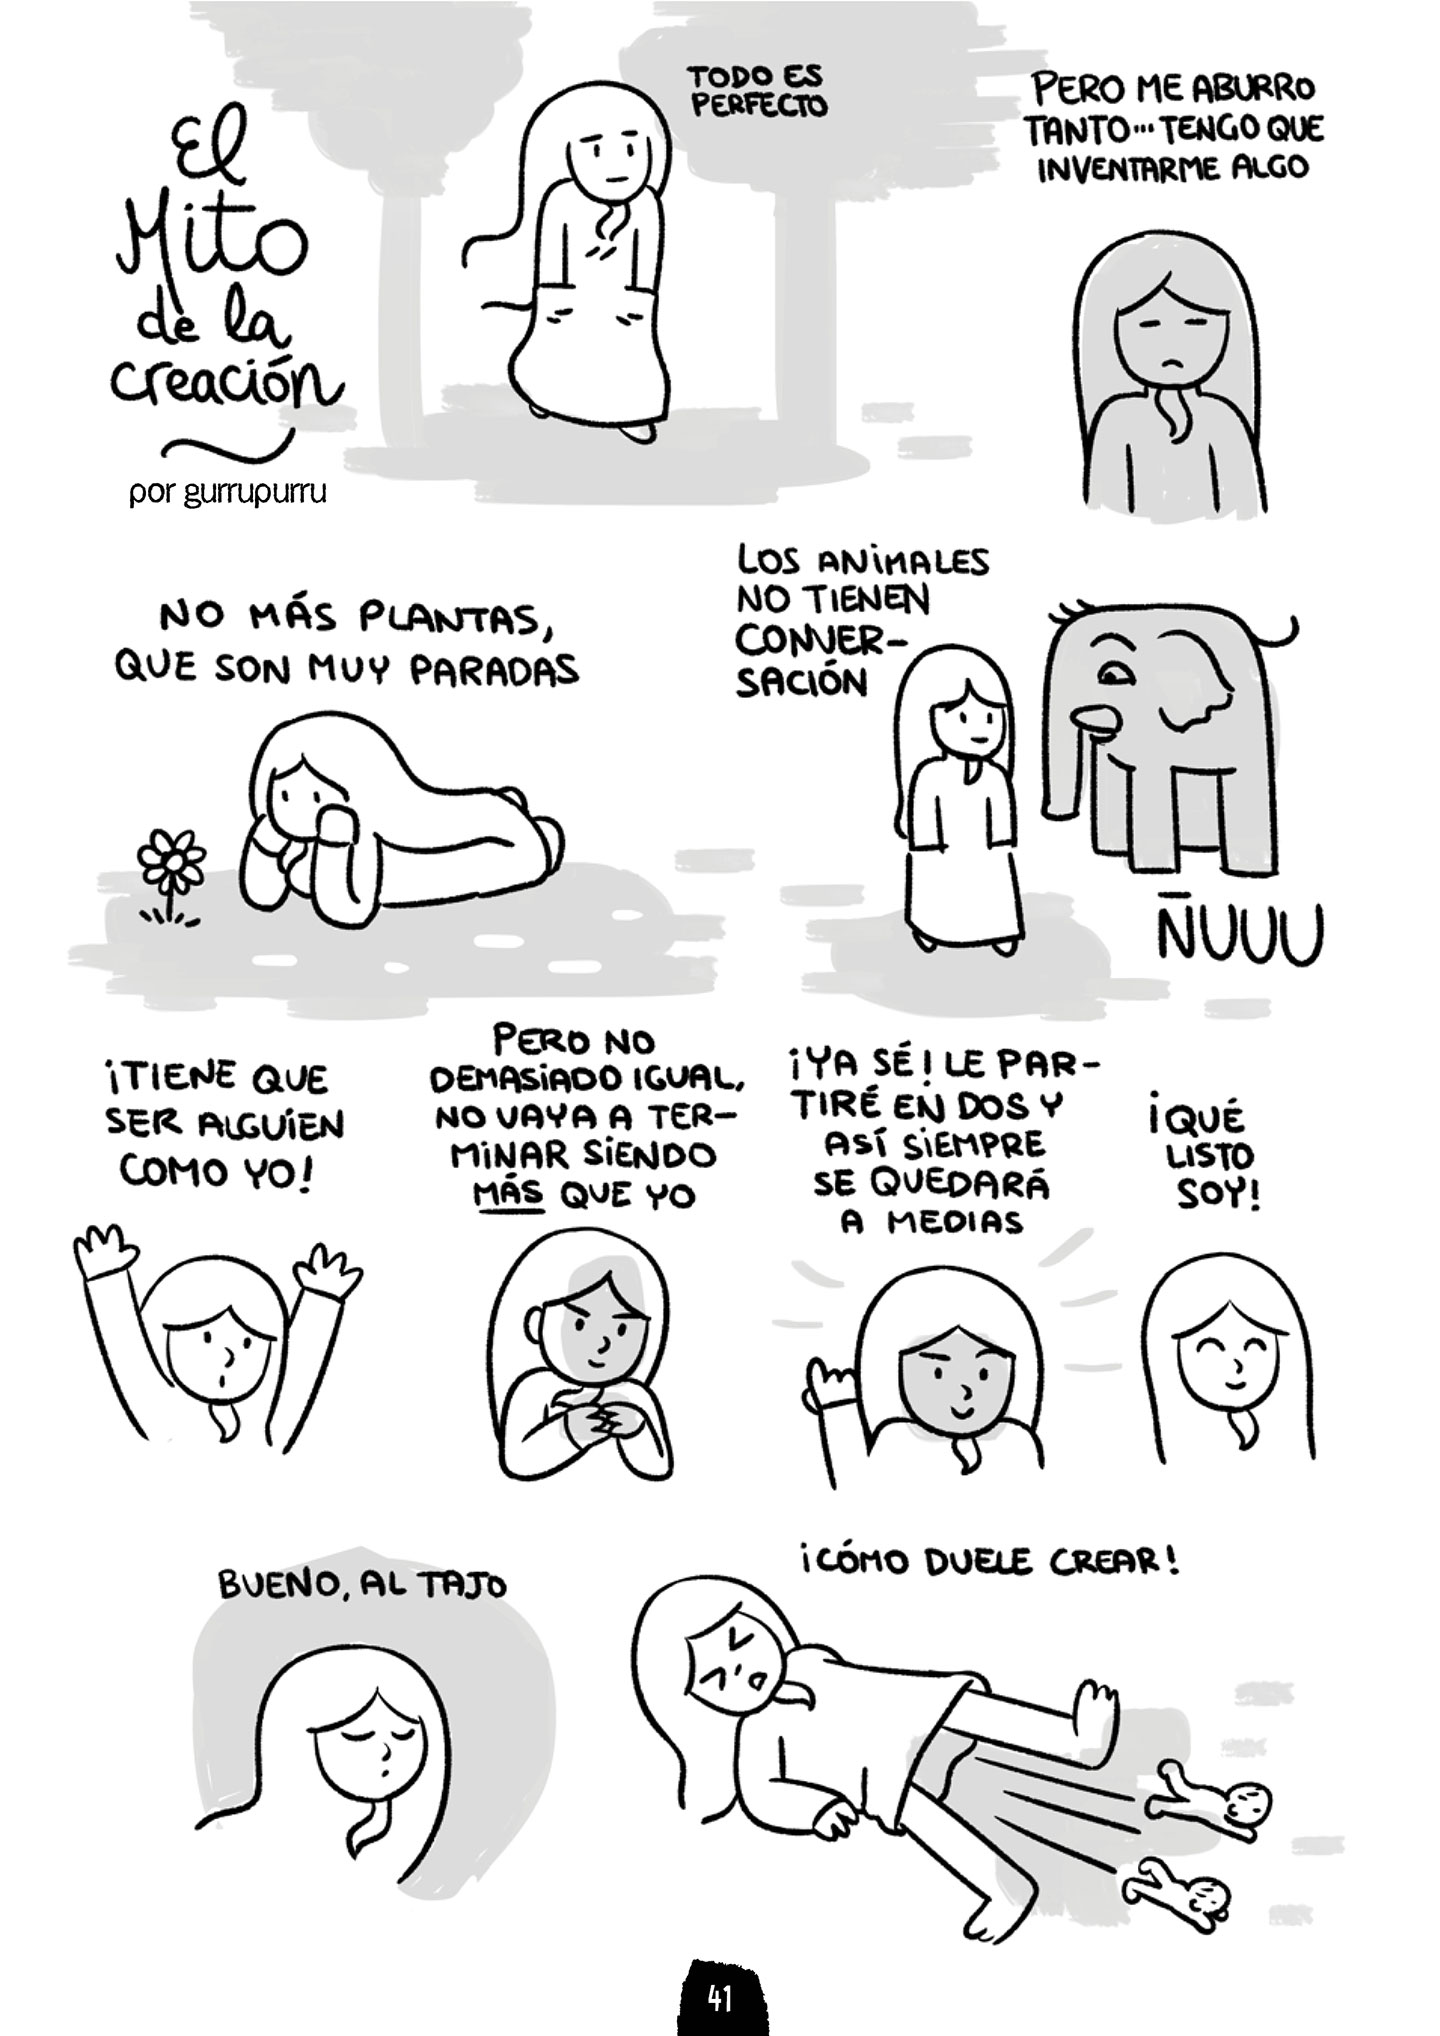 El
Mito
de la
creación
por gurrupurru
TODO ES
PERFECTO
PERO ME ABURRO
TANTO... TENGO QUE
INVENTARME ALGO
NO MÁS PLANTAS,
QUE SON MUY PARADAS
LOS ANIMALES
NO TIENEN
CONVER-
SACIÓN
ÑUUU
¡TIENE QUE
SER ALGUIEN
COMO YO!
PERO NO
DEMASIADO IGUAL,
NO VAYA A TER-
MINAR SIENDO
MÁS QUE YO
¡YA SÉ! LE PAR-
TIRÉ EN DOS Y
ASÍ SIEMPRE
SE QUEDARÁ
A MEDIAS
¡QUÉ
LISTO
SOY!
BUENO, AL TAJO
¡CÓMO DUELE CREAR!
41